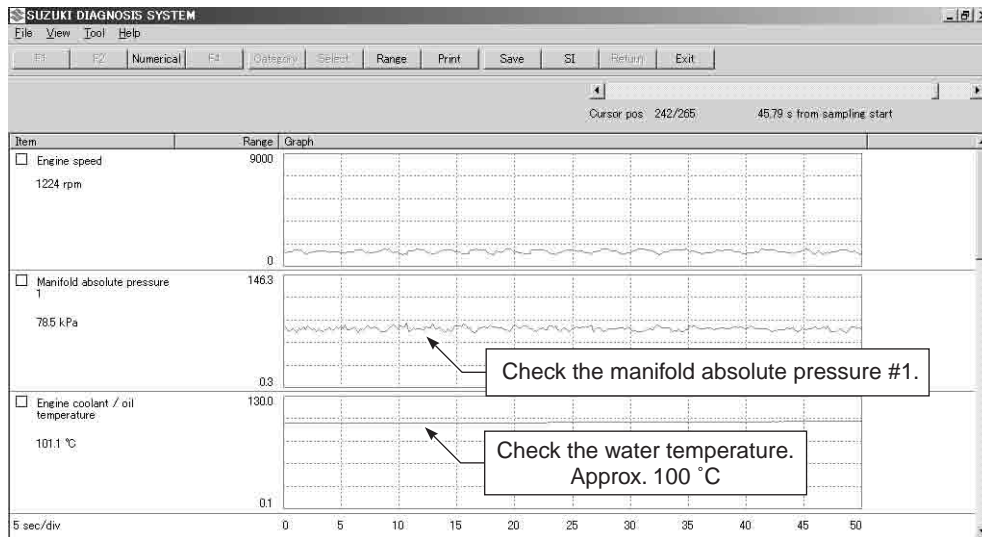 SUZUKI DIAGNOSIS SYSTEM
File View Tool Help
F1 F2 Numerical F4 Category Select Range Print Save SI Return Exit
Cursor pos 242/265 45.79 s from sampling start
Item Range Graph
Engine speed 9000
1224 rpm
0
Manifold absolute pressure 146.3
1
78.5 kPa
Check the manifold absolute pressure #1.
0.3
Engine coolant / oil 130.0
temperature
101.1 ℃
Check the water temperature.
Approx. 100 ˚C
0.1
5 sec/div 0 5 10 15 20 25 30 35 40 45 50